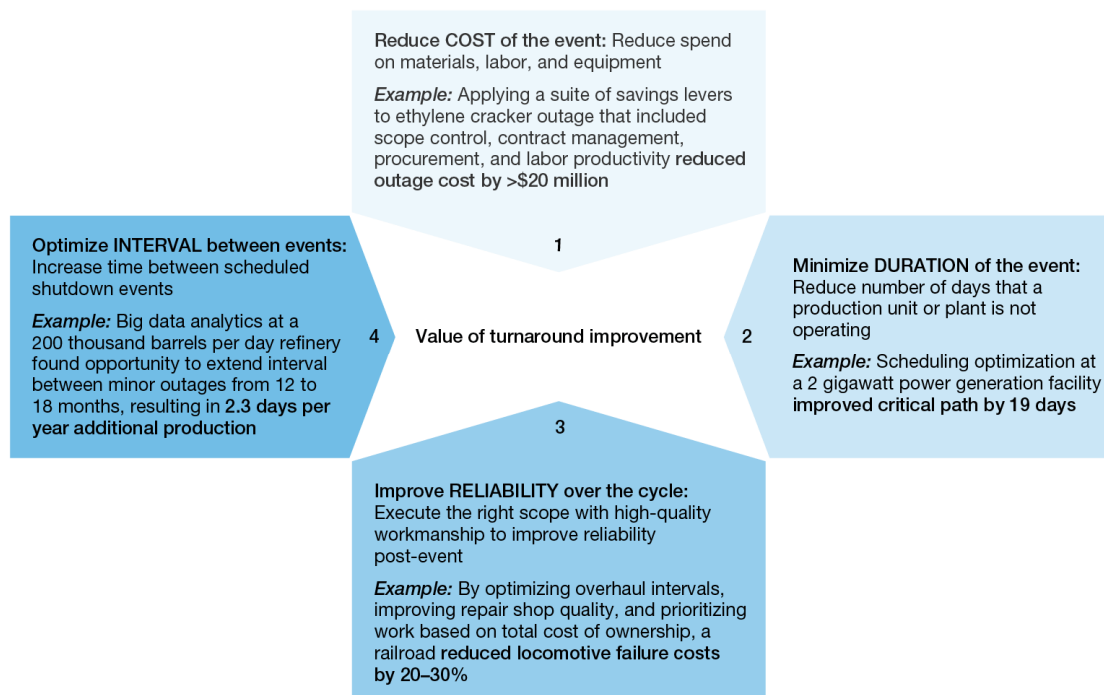 Reduce COST of the event: Reduce spend
on materials, labor, and equipment
Example: Applying a suite of savings levers
to ethylene cracker outage that included
scope control, contract management,
procurement, and labor productivity reduced
outage cost by >$20 million
1
Minimize DURATION of the event:
Reduce number of days that a
production unit or plant is not
operating
Example: Scheduling optimization at
a 2 gigawatt power generation facility
improved critical path by 19 days
2
Value of turnaround improvement
3
Improve RELIABILITY over the cycle:
Execute the right scope with high-quality
workmanship to improve reliability
post-event
Example: By optimizing overhaul intervals,
improving repair shop quality, and prioritizing
work based on total cost of ownership, a
railroad reduced locomotive failure costs
by 20–30%
Optimize INTERVAL between events:
Increase time between scheduled
shutdown events
Example: Big data analytics at a
200 thousand barrels per day refinery
found opportunity to extend interval
between minor outages from 12 to
18 months, resulting in 2.3 days per
year additional production
4